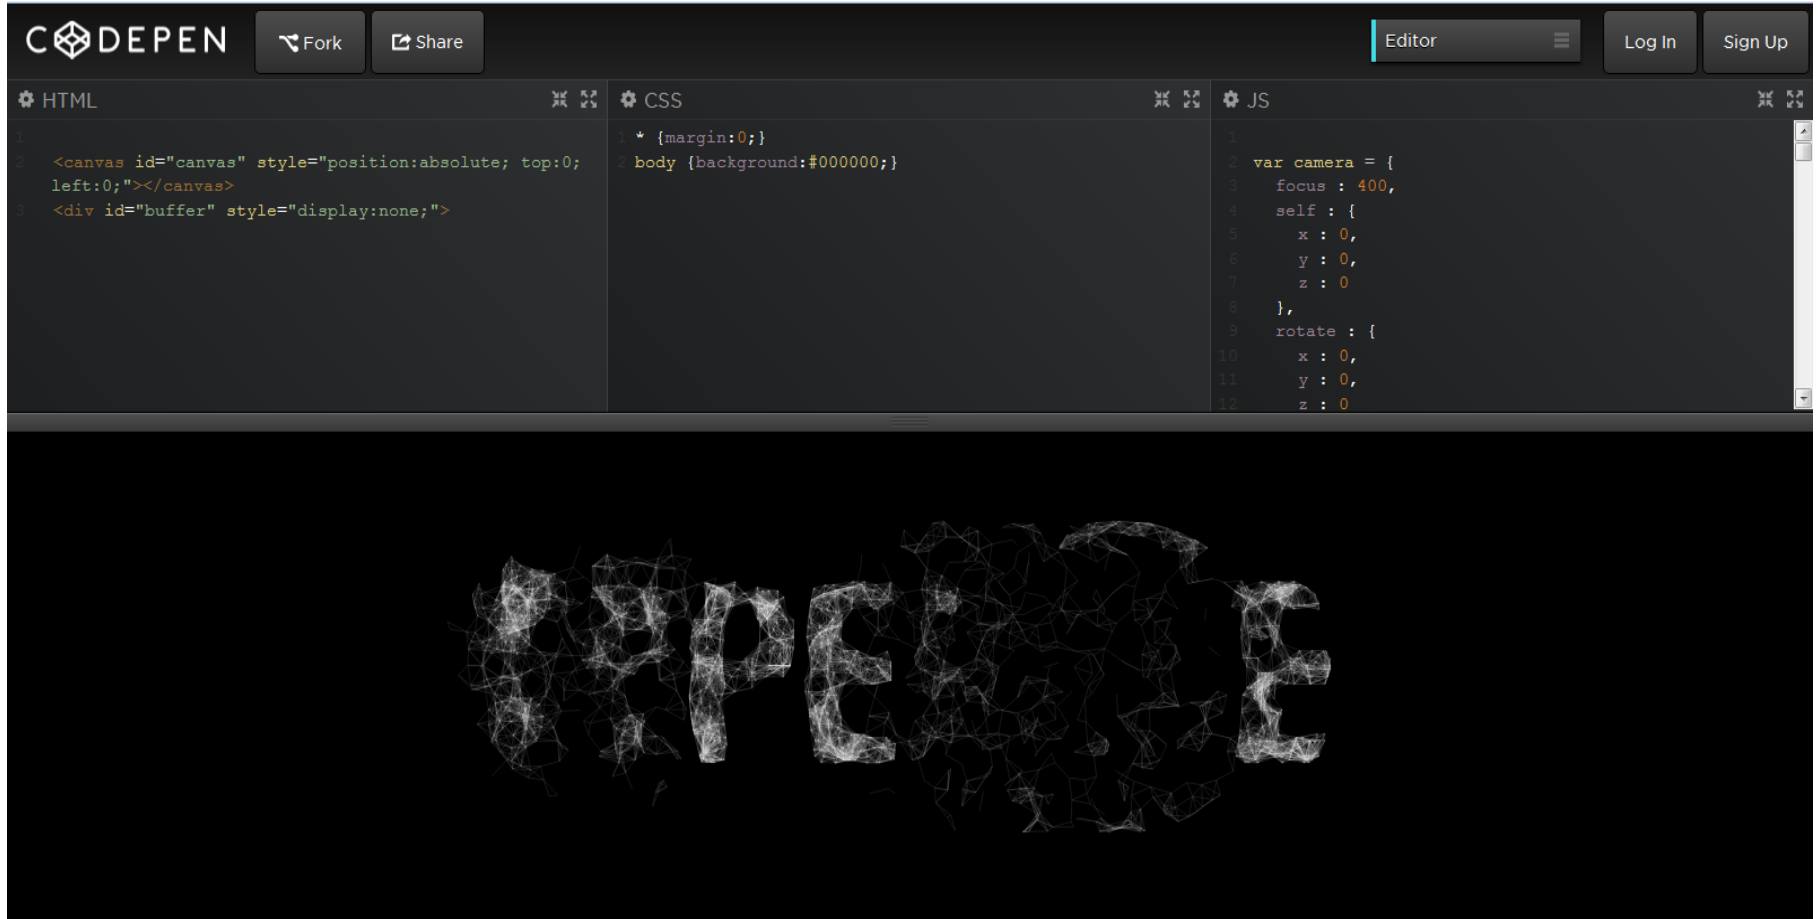 CODEPEN
Fork
Share
Editor
Log In
Sign Up
HTML
1
2 <canvas id="canvas" style="position:absolute; top:0;
left:0;"></canvas>
3 <div id="buffer" style="display:none;">
CSS
1 * {margin:0;}
2 body {background:#000000;}
JS
1
2 var camera = {
3 focus : 400,
4 self : {
5 x : 0,
6 y : 0,
7 z : 0
8 },
9 rotate : {
10 x : 0,
11 y : 0,
12 z : 0